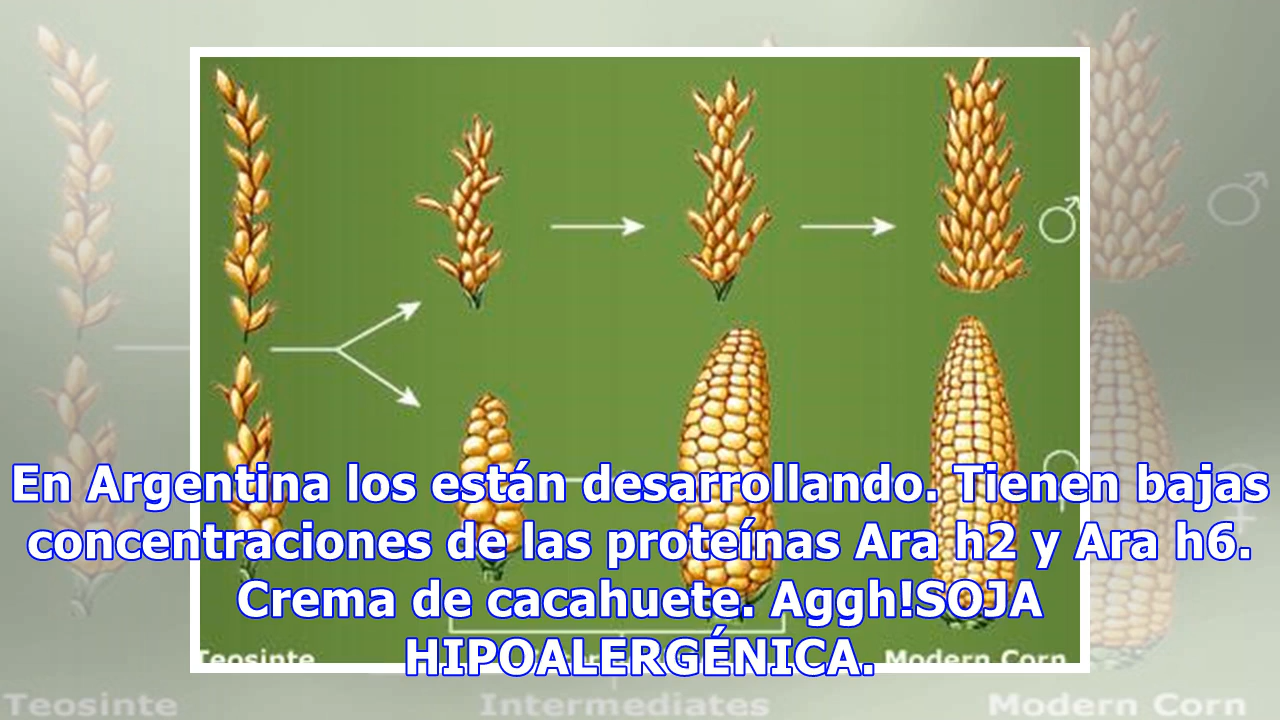 En Argentina los están desarrollando. Tienen bajas
concentraciones de las proteínas Ara h2 y Ara h6.
Crema de cacahuete. Aggh!SOJA
HIPOALERGÉNICA.
Teosinte
Modern Corn
Teosinte
Intermediates
Modern Corn